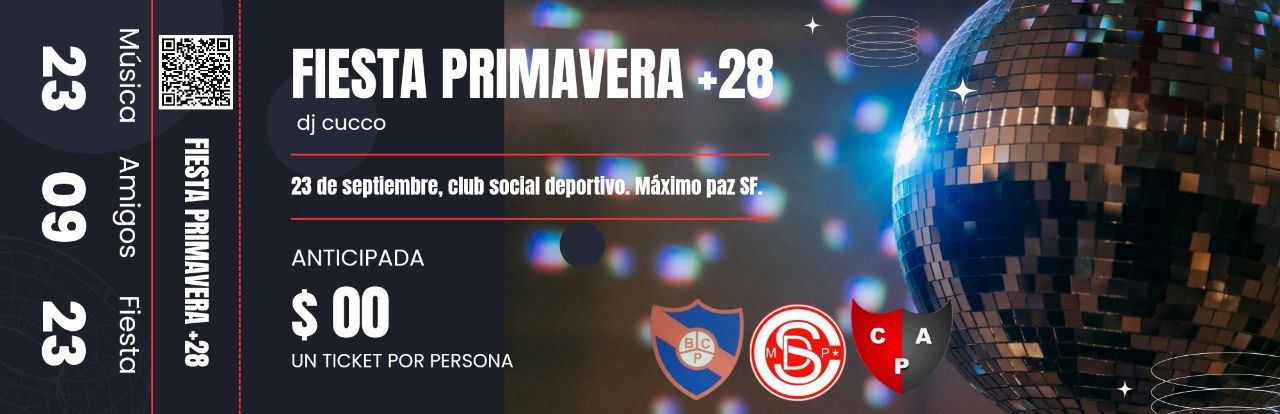 23
09
23
Música
Amigos
Fiesta
FIESTA PRIMAVERA +28
FIESTA PRIMAVERA +28
dj cucco
23 de septiembre, club social deportivo. Máximo paz SF.
ANTICIPADA
$ 00
UN TICKET POR PERSONA
B C
P
M SDC P
C A
P